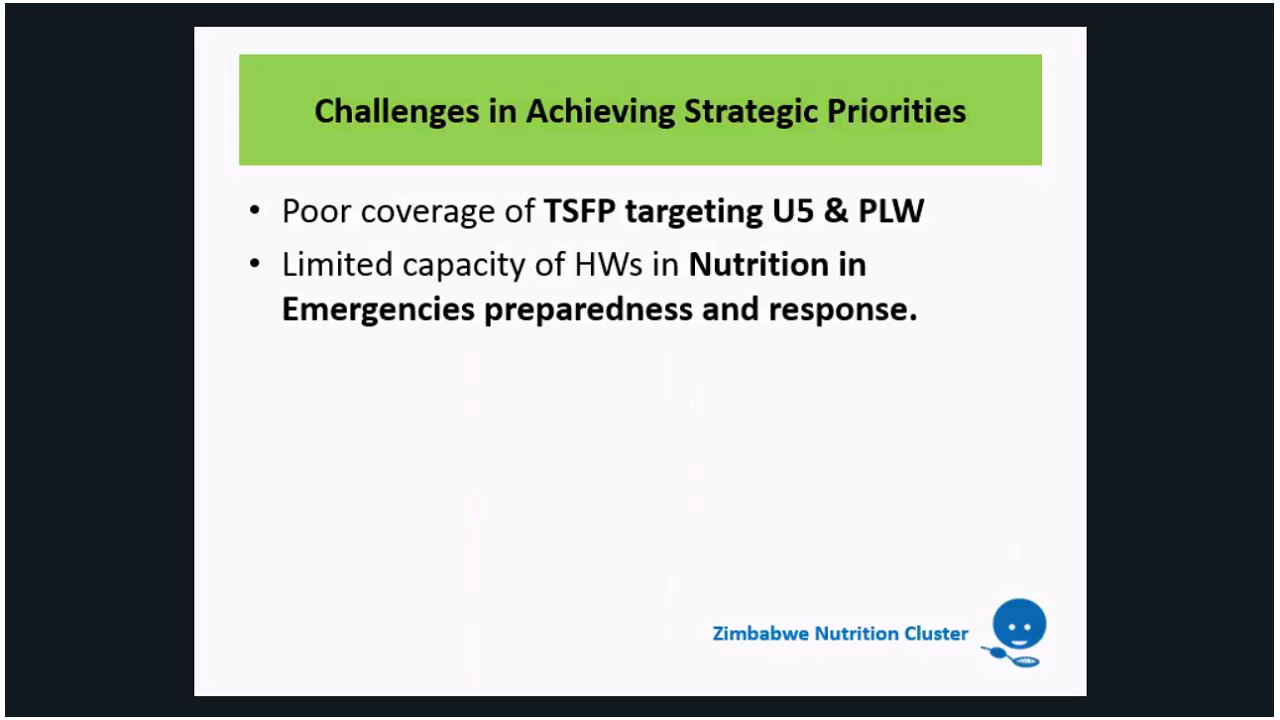 Challenges in Achieving Strategic Priorities
• Poor coverage of TSFP targeting U5 & PLW
• Limited capacity of HWs in Nutrition in
Emergencies preparedness and response.
Zimbabwe Nutrition Cluster